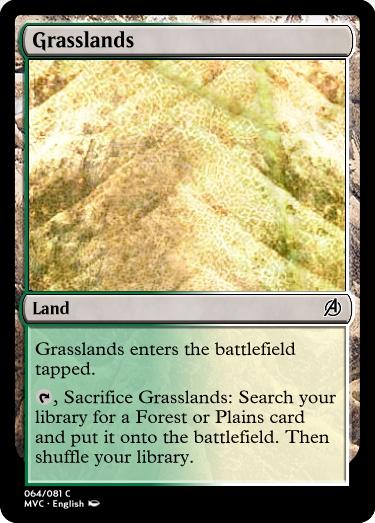 Grasslands
Land
Grasslands enters the battlefield
tapped.
, Sacrifice Grasslands: Search your
library for a Forest or Plains card
and put it onto the battlefield. Then
shuffle your library.
064/081 C
MVC • English